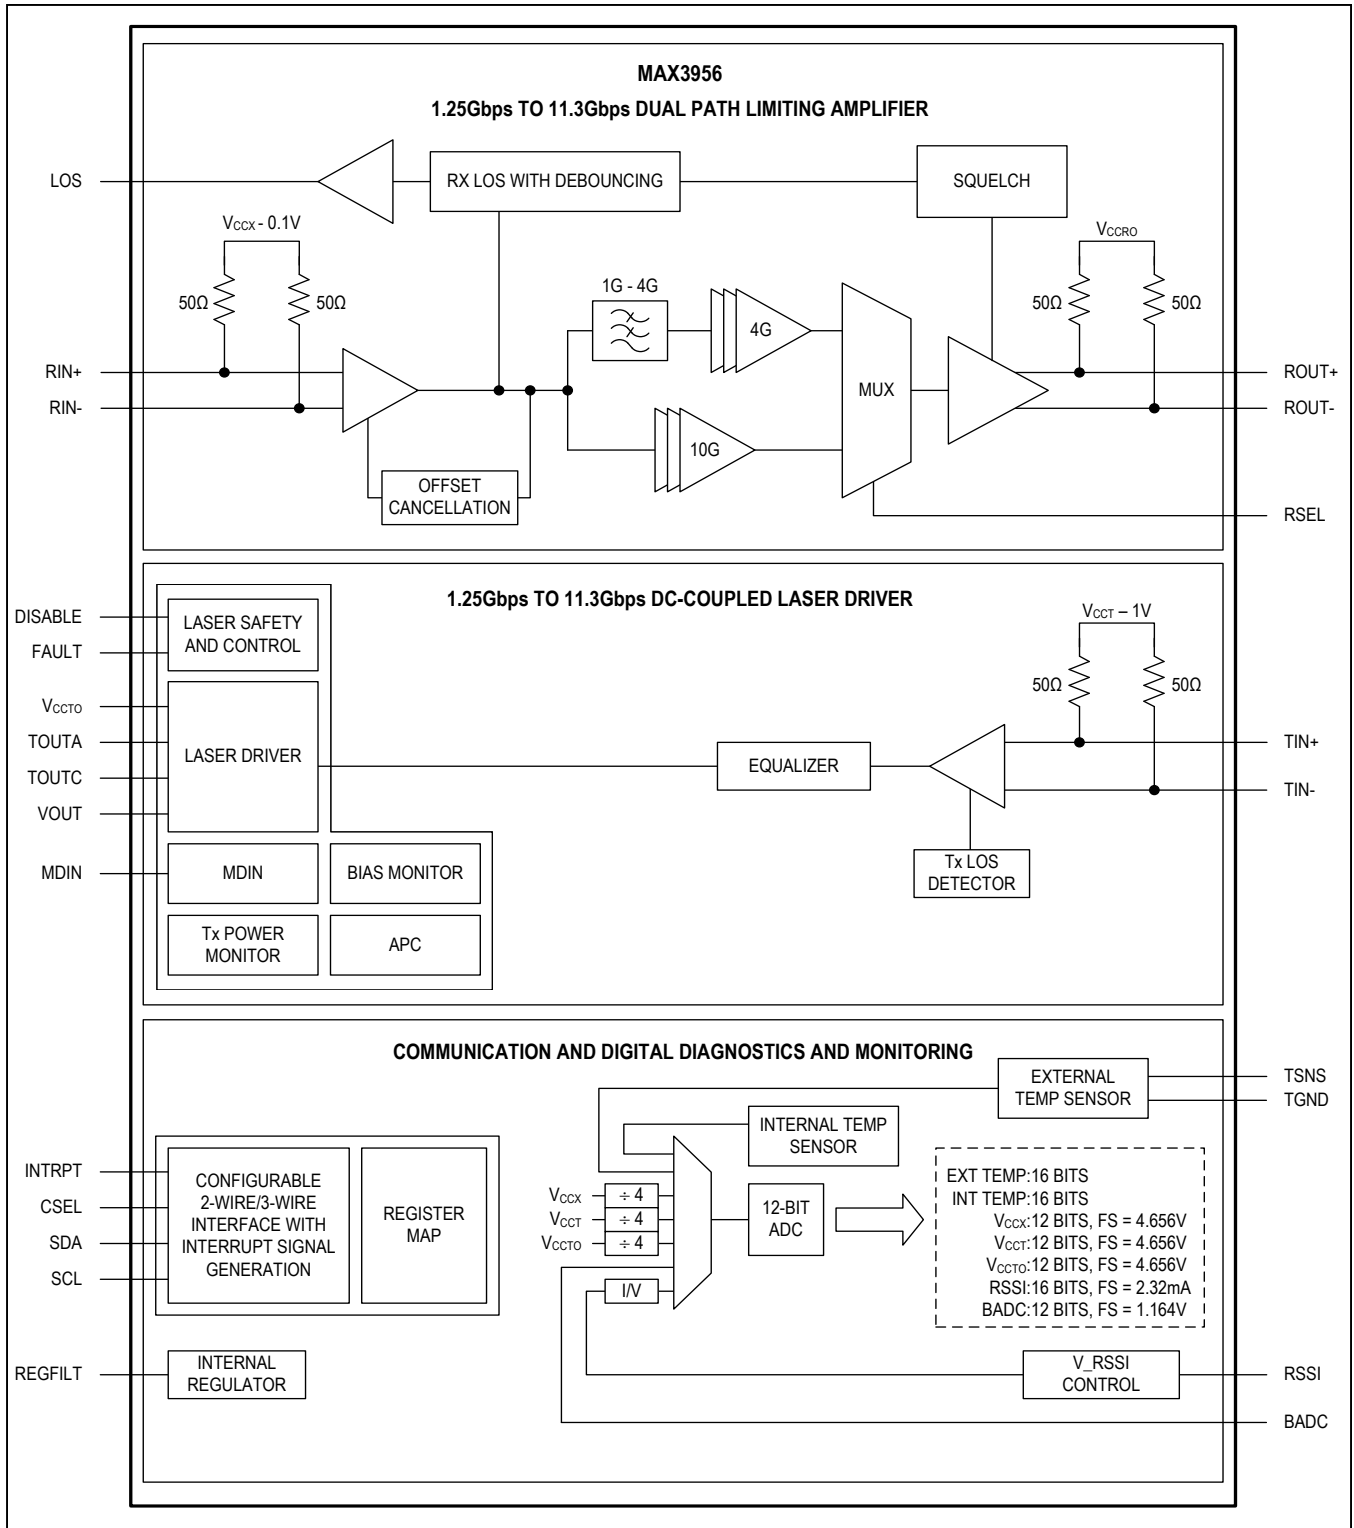 MAX3956
1.25Gbps TO 11.3Gbps DUAL PATH LIMITING AMPLIFIER
LOS
RX LOS WITH DEBOUNCING
SQUELCH
VCCX - 0.1V
VCCRO
50Ω
50Ω
1G - 4G
50Ω
50Ω
4G
RIN+
ROUT+
MUX
RIN-
ROUT-
10G
OFFSET
CANCELLATION
RSEL
1.25Gbps TO 11.3Gbps DC-COUPLED LASER DRIVER
DISABLE
FAULT
LASER SAFETY
AND CONTROL
VCCT – 1V
50Ω
50Ω
VCCTO
TOUTA
TOUTC
VOUT
LASER DRIVER
EQUALIZER
TIN+
TIN-
Tx LOS
DETECTOR
MDIN
MDIN
BIAS MONITOR
Tx POWER
MONITOR
APC
COMMUNICATION AND DIGITAL DIAGNOSTICS AND MONITORING
EXTERNAL
TEMP SENSOR
TSNS
TGND
INTERNAL TEMP
SENSOR
INTRPT
CSEL
SDA
SCL
CONFIGURABLE
2-WIRE/3-WIRE
INTERFACE WITH
INTERRUPT SIGNAL
GENERATION
REGISTER
MAP
VCCX
÷ 4
VCCT
÷ 4
VCCTO
÷ 4
I/V
12-BIT
ADC
EXT TEMP:16 BITS
INT TEMP:16 BITS
VCCX:12 BITS, FS = 4.656V
VCCT:12 BITS, FS = 4.656V
VCCTO:12 BITS, FS = 4.656V
RSSI:16 BITS, FS = 2.32mA
BADC:12 BITS, FS = 1.164V
REGFILT
INTERNAL
REGULATOR
V_RSSI
CONTROL
RSSI
BADC